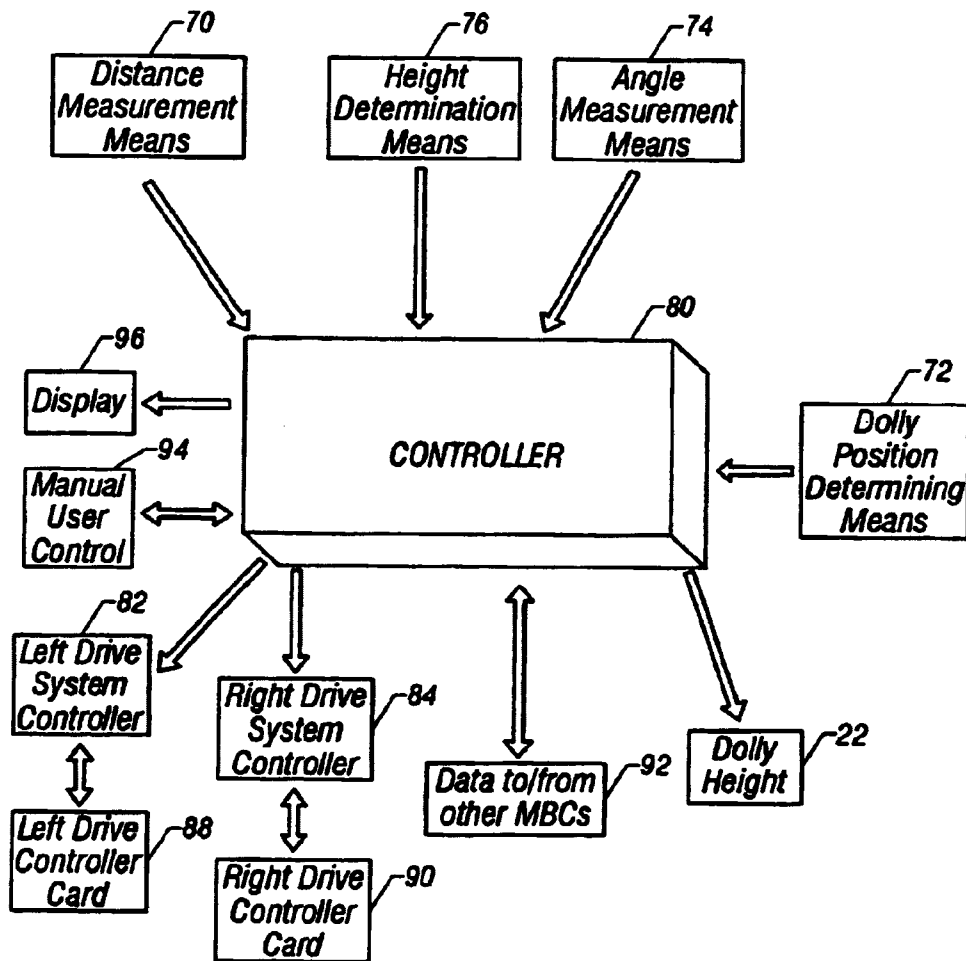 70
Distance
Measurement
Means
76
Height
Determination
Means
74
Angle
Measurement
Means
80
CONTROLLER
96
Display
94
Manual
User
Control
72
Dolly
Position
Determining
Means
82
Left Drive
System
Controller
84
Right Drive
System
Controller
92
Data to/from
other MBCs
22
Dolly
Height
88
Left Drive
Controller
Card
90
Right Drive
Controller
Card